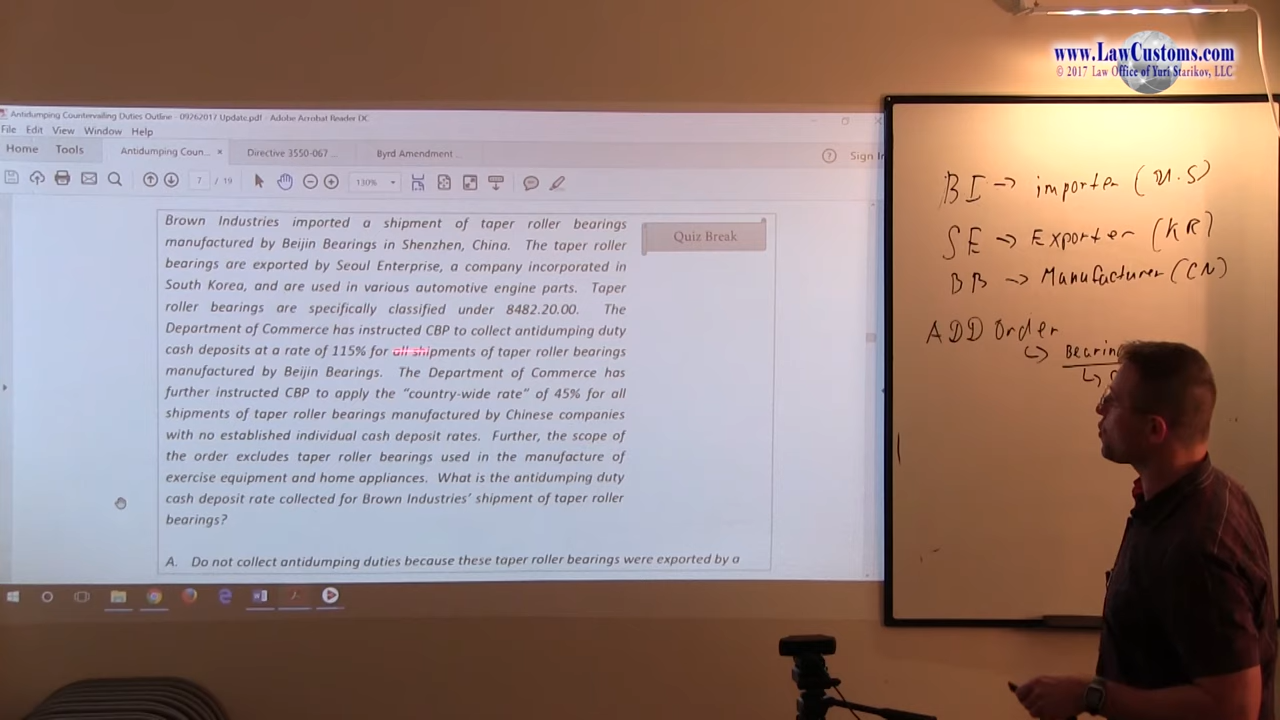 www.LawCustoms.com
© 2017 Law Office of Yuri Starikov, LLC
Antidumping Countervailing Duties Outline - 09262017 Update.pdf - Adobe Acrobat Reader DC
File Edit View Window Help
Home Tools Antidumping Coun... × Directive 3550-067 ... Byrd Amendment ... Sign In
7 / 19 130%
Brown Industries imported a shipment of taper roller bearings
manufactured by Beijin Bearings in Shenzhen, China. The taper roller
bearings are exported by Seoul Enterprise, a company incorporated in
South Korea, and are used in various automotive engine parts. Taper
roller bearings are specifically classified under 8482.20.00. The
Department of Commerce has instructed CBP to collect antidumping duty
cash deposits at a rate of 115% for all shipments of taper roller bearings
manufactured by Beijin Bearings. The Department of Commerce has
further instructed CBP to apply the “country-wide rate” of 45% for all
shipments of taper roller bearings manufactured by Chinese companies
with no established individual cash deposit rates. Further, the scope of
the order excludes taper roller bearings used in the manufacture of
exercise equipment and home appliances. What is the antidumping duty
cash deposit rate collected for Brown Industries’ shipment of taper roller
bearings?
A. Do not collect antidumping duties because these taper roller bearings were exported by a
Quiz Break
BI → importer (U.S)
SE → Exporter (KR)
BB → Manufacturer (CN)
ADD Order
↳ Bearin